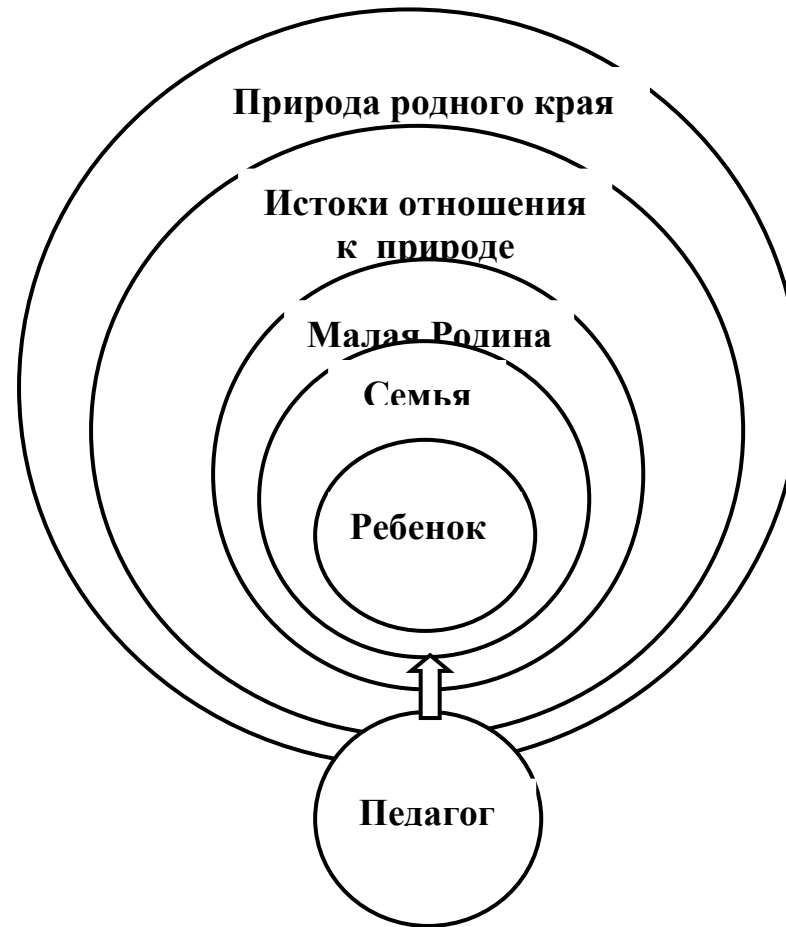 Природа родного края
Истоки отношения
к природе
Малая Родина
Семья
Ребенок
Педагог